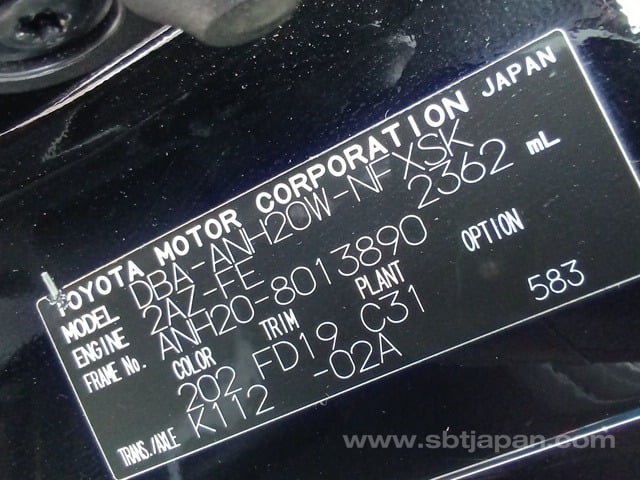 TOYOTA MOTOR CORPORATION JAPAN
MODEL DBA-ANH20W-NFXSK
ENGINE 2AZ-FE 2362 mL
FRAME No. ANH20-8013890
COLOR TRIM PLANT OPTION
202 FD19 C31 583
TRANS./AXLE K112 -02A
www.sbtjapan.com